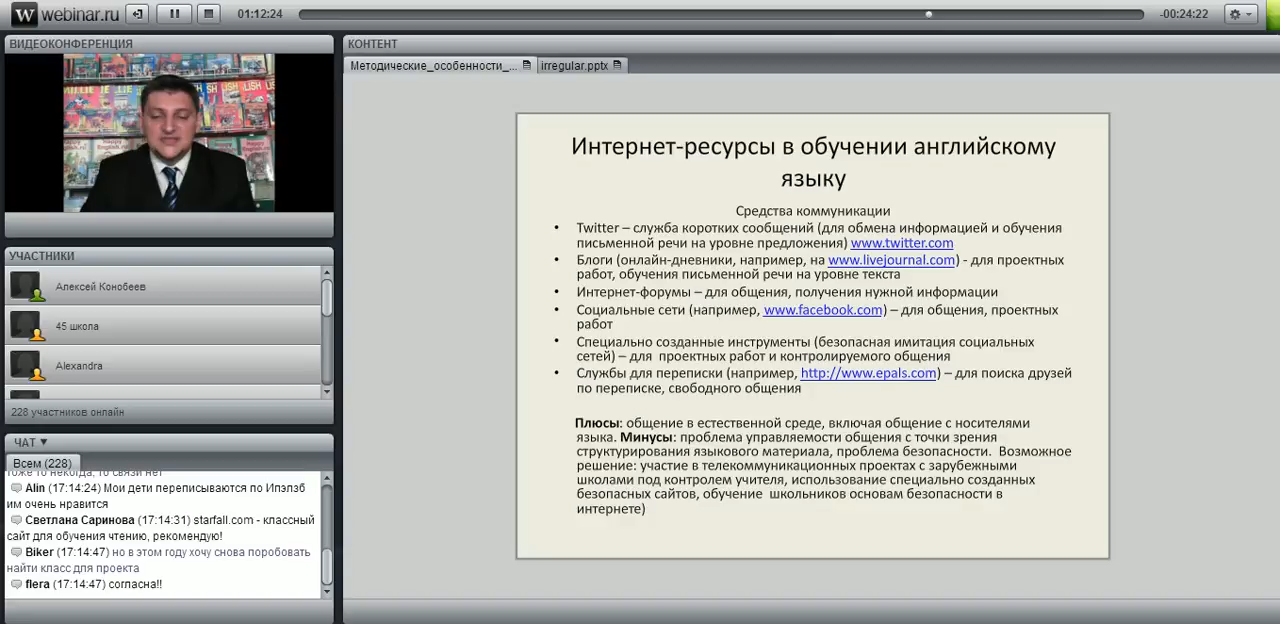 W webinar.ru
01:12:24
-00:24:22
ВИДЕОКОНФЕРЕНЦИЯ
УЧАСТНИКИ
Алексей Конобеев
45 школа
Alexandra
228 участников онлайн
ЧАТ
Всем (228)
тоже то некогда, то связи нет
Alin (17:14:24) Мои дети переписываются по Ипэлзб
им очень нравится
Светлана Саринова (17:14:31) starfall.com - классный
сайт для обучения чтению, рекомендую!
Biker (17:14:47) но в этом году хочу снова поробовать
найти класс для проекта
flera (17:14:47) согласна!!
КОНТЕНТ
Методические_особенности_... irregular.pptx
Интернет-ресурсы в обучении английскому
языку
Средства коммуникации
• Twitter – служба коротких сообщений (для обмена информацией и обучения
письменной речи на уровне предложения) www.twitter.com
• Блоги (онлайн-дневники, например, на www.livejournal.com) - для проектных
работ, обучения письменной речи на уровне текста
• Интернет-форумы – для общения, получения нужной информации
• Социальные сети (например, www.facebook.com) – для общения, проектных
работ
• Специально созданные инструменты (безопасная имитация социальных
сетей) – для проектных работ и контролируемого общения
• Службы для переписки (например, http://www.epals.com) – для поиска друзей
по переписке, свободного общения
Плюсы: общение в естественной среде, включая общение с носителями
языка. Минусы: проблема управляемости общения с точки зрения
структурирования языкового материала, проблема безопасности. Возможное
решение: участие в телекоммуникационных проектах с зарубежными
школами под контролем учителя, использование специально созданных
безопасных сайтов, обучение школьников основам безопасности в
интернете)